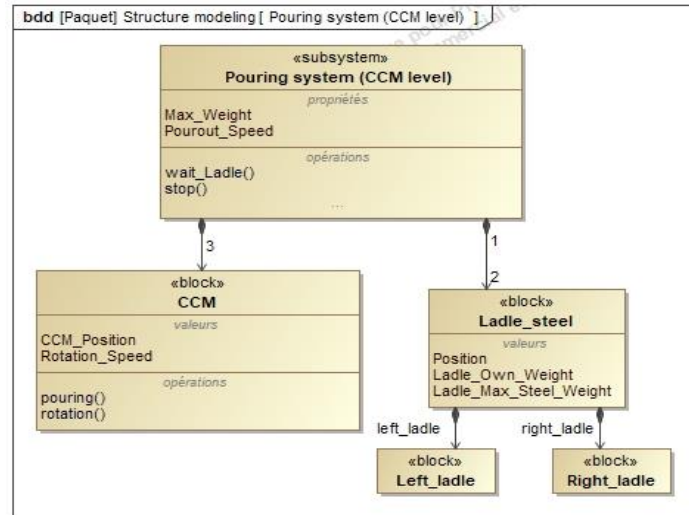 bdd [Paquet] Structure modeling [ Pouring system (CCM level) ]
«subsystem»
Pouring system (CCM level)
propriétés
Max_Weight
Pourout_Speed
opérations
wait_Ladle()
stop()
...
3
1
2
«block»
CCM
valeurs
CCM_Position
Rotation_Speed
opérations
pouring()
rotation()
«block»
Ladle_steel
valeurs
Position
Ladle_Own_Weight
Ladle_Max_Steel_Weight
left_ladle
right_ladle
«block»
Left_ladle
«block»
Right_ladle